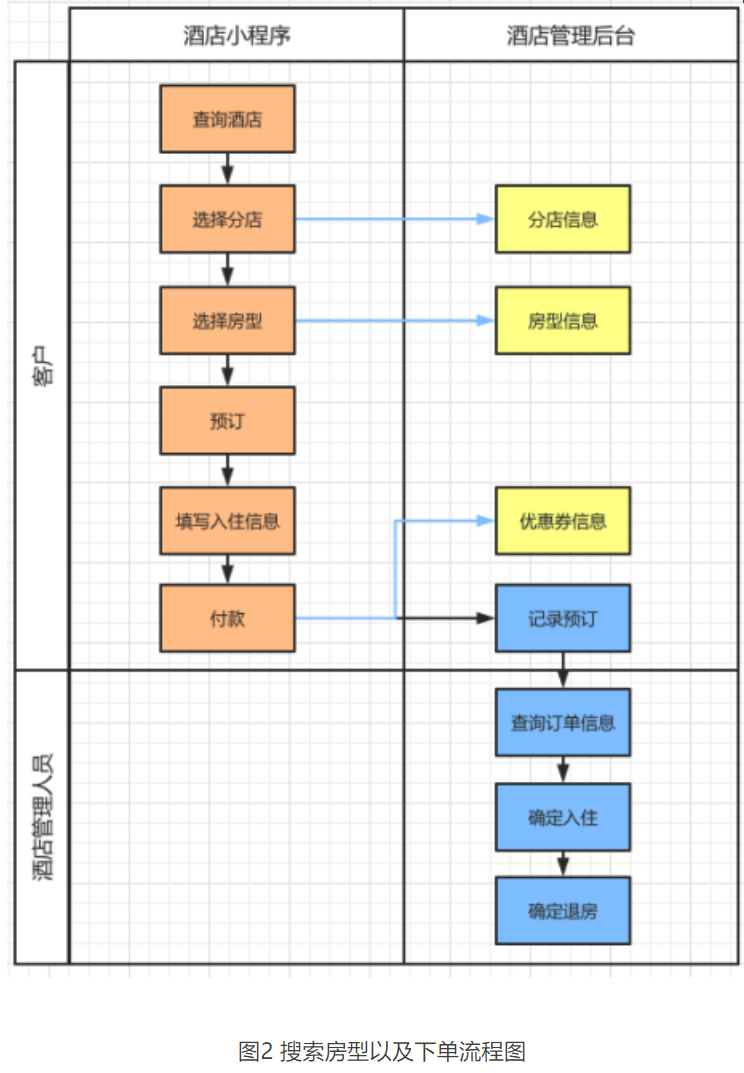 酒店小程序
酒店管理后台
客户
查询酒店
选择分店
分店信息
选择房型
房型信息
预订
填写入住信息
优惠券信息
付款
记录预订
酒店管理人员
查询订单信息
确定入住
确定退房
图2 搜索房型以及下单流程图